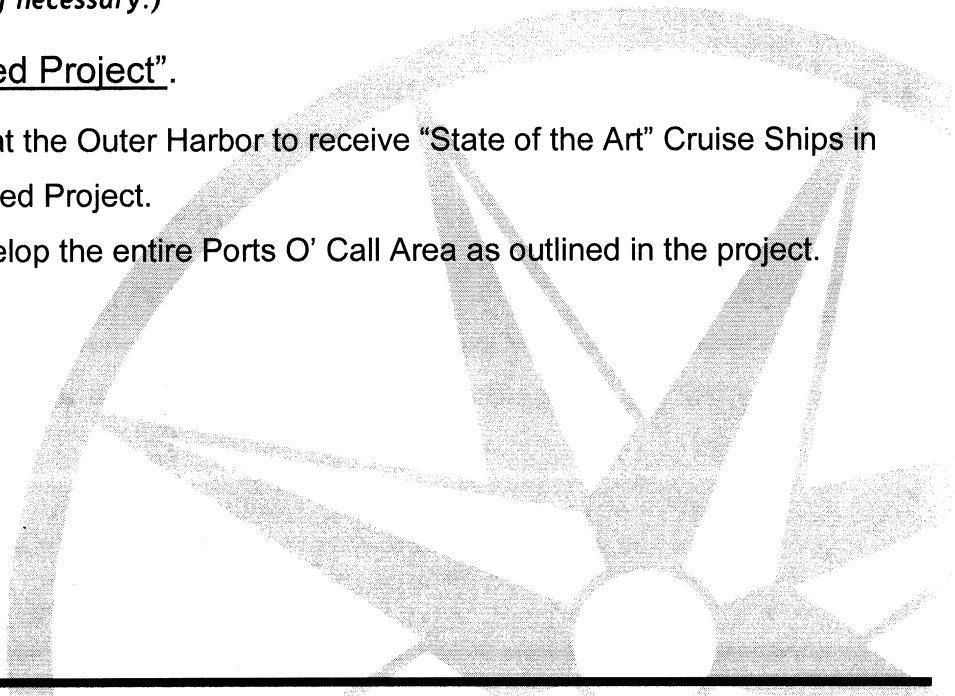 necessary.)
ed Project”.
at the Outer Harbor to receive “State of the Art” Cruise Ships in
ed Project.
elop the entire Ports O’ Call Area as outlined in the project.